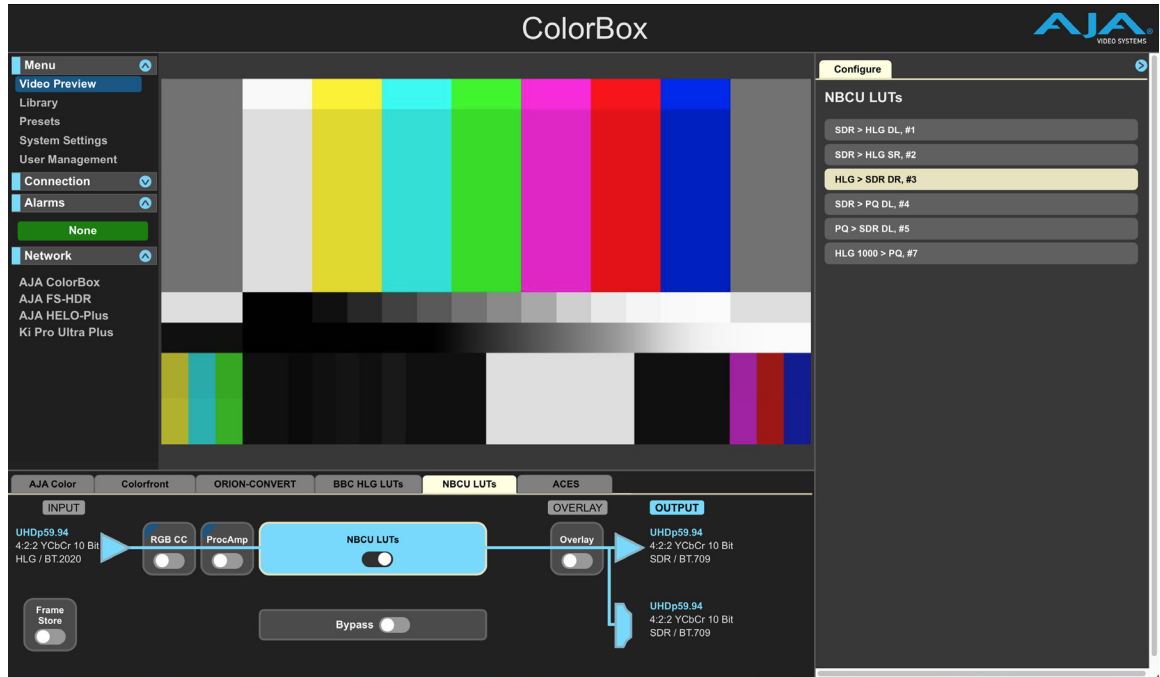 ColorBox
AJA
VIDEO SYSTEMS
Menu
Video Preview
Library
Presets
System Settings
User Management
Connection
Alarms
None
Network
AJA ColorBox
AJA FS-HDR
AJA HELO-Plus
Ki Pro Ultra Plus
Configure
NBCU LUTs
SDR > HLG DL, #1
SDR > HLG SR, #2
HLG > SDR DR, #3
SDR > PQ DL, #4
PQ > SDR DL, #5
HLG 1000 > PQ, #7
AJA Color
Colorfront
ORION-CONVERT
BBC HLG LUTs
NBCU LUTs
ACES
INPUT
OVERLAY
OUTPUT
UHDp59.94
4:2:2 YCbCr 10 Bit
HLG / BT.2020
RGB CC
ProcAmp
NBCU LUTs
Overlay
UHDp59.94
4:2:2 YCbCr 10 Bit
SDR / BT.709
Frame
Store
Bypass
UHDp59.94
4:2:2 YCbCr 10 Bit
SDR / BT.709